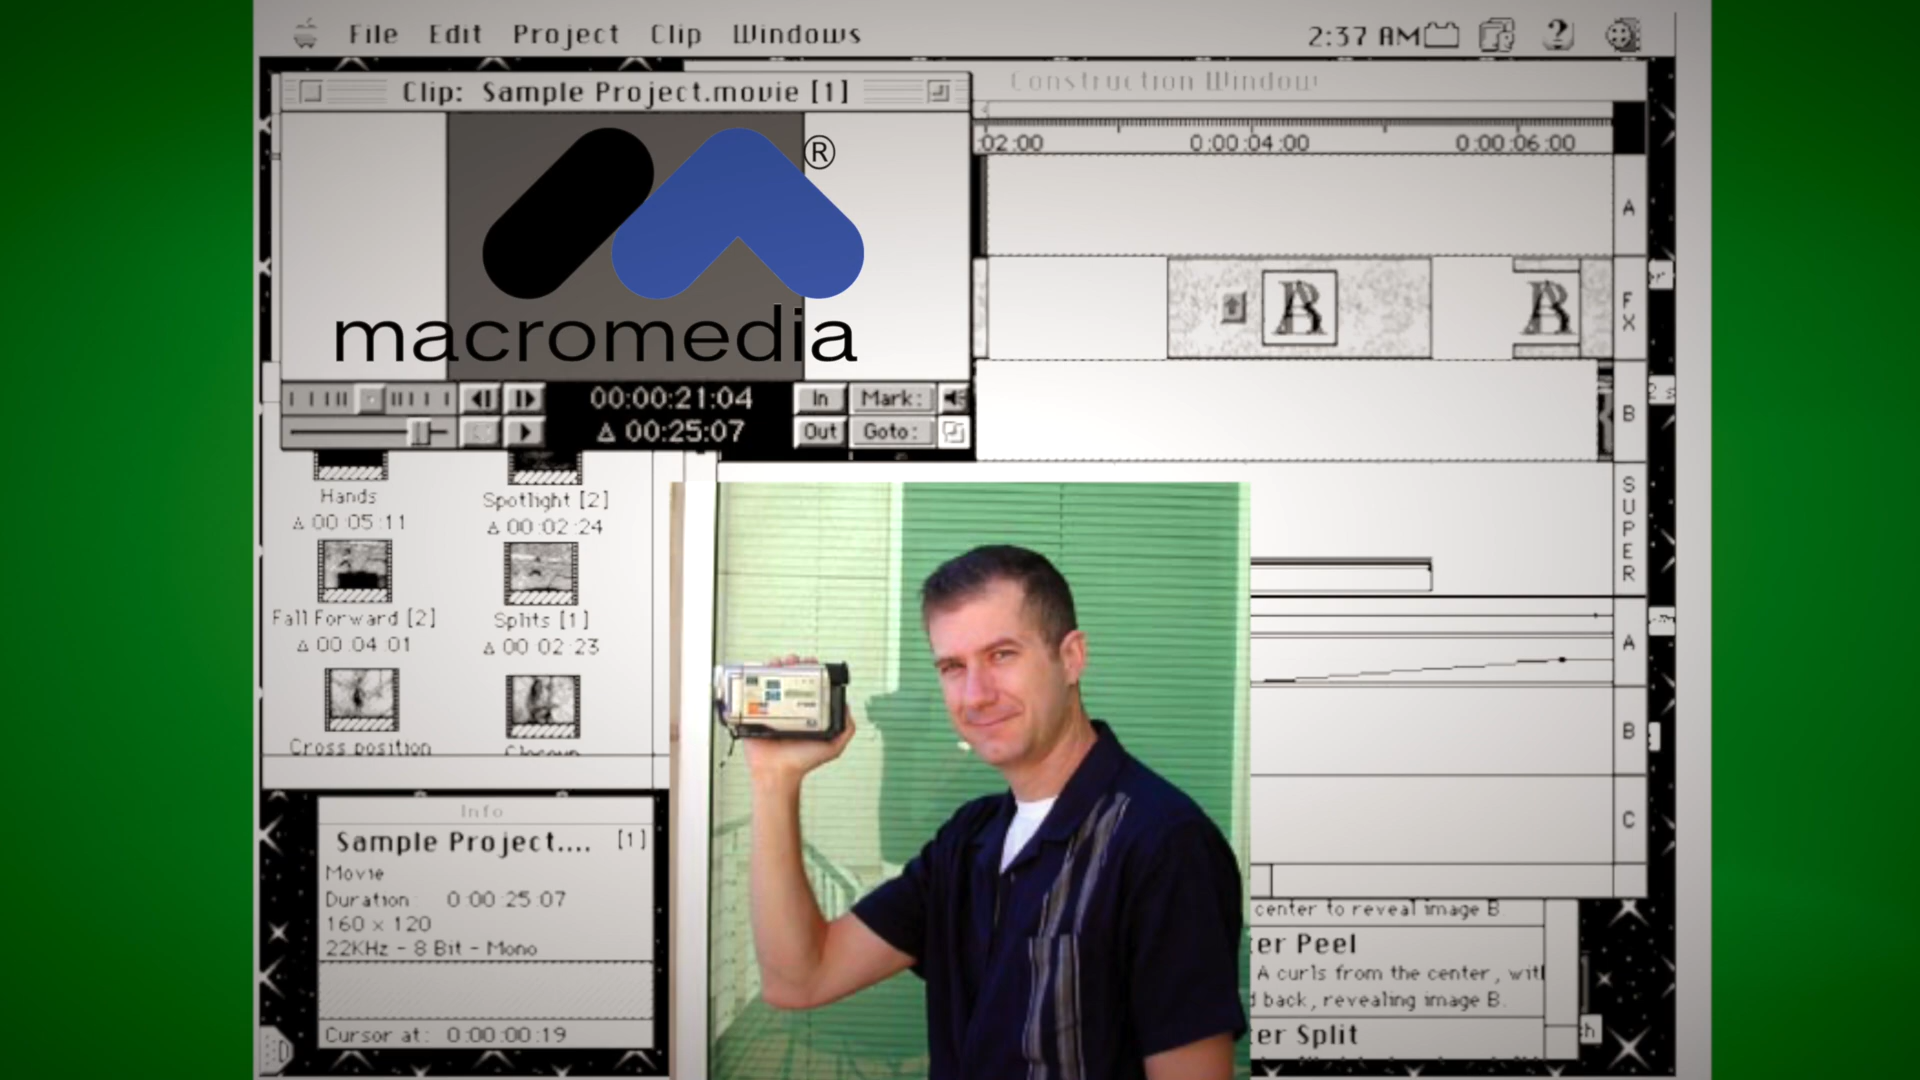 File Edit Project Clip Windows
2:37 AM
Clip: Sample Project.movie [1]
Construction Window
:02:00 0:00:04:00 0:00:06:00
macromedia®
00:00:21:04
Δ 00:25:07
In Mark:
Out Goto:
A
FX
B
SUPER
A
B
C
Hands
Δ 00:05:11
Spotlight [2]
Δ 00:02:24
Fall Forward [2]
Δ 00:04:01
Splits [1]
Δ 00:02:23
Cross position
Closeup
Info
Sample Project.... [1]
Movie
Duration 0:00:25:07
160 x 120
22KHz - 8 Bit - Mono
Cursor at: 0:00:00:19
center to reveal image B.
er Peel
A curls from the center, with
d back, revealing image B.
er Split